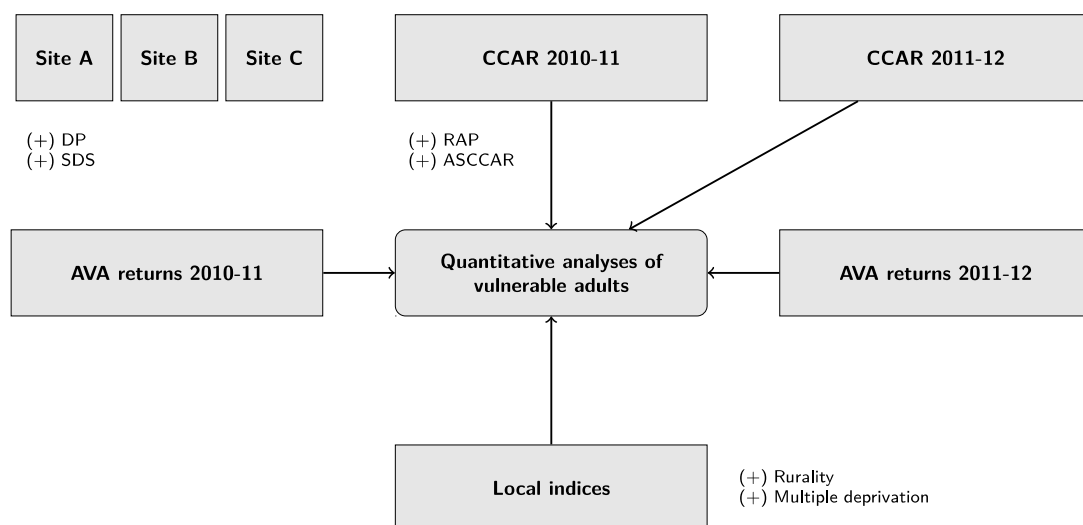 Site A
Site B
Site C
CCAR 2010-11
CCAR 2011-12
(+) DP
(+) SDS
(+) RAP
(+) ASCCAR
AVA returns 2010-11
Quantitative analyses of
vulnerable adults
AVA returns 2011-12
Local indices
(+) Rurality
(+) Multiple deprivation